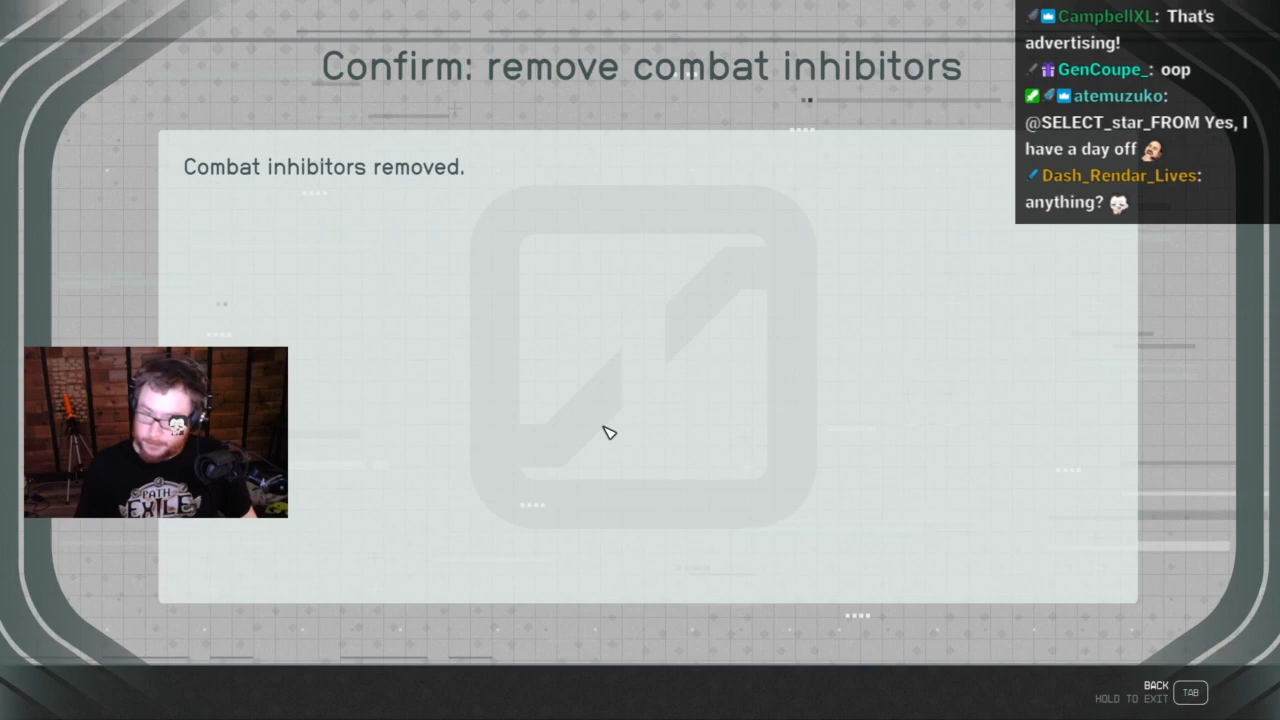 Confirm: remove combat inhibitors
Combat inhibitors removed.
CampbellXL: That's
advertising!
GenCoupe_: oop
atemuzuko:
@SELECT_star_FROM Yes, I
have a day off
Dash_Rendar_Lives:
anything?
PATH
EXILE
BACK
HOLD TO EXIT
TAB